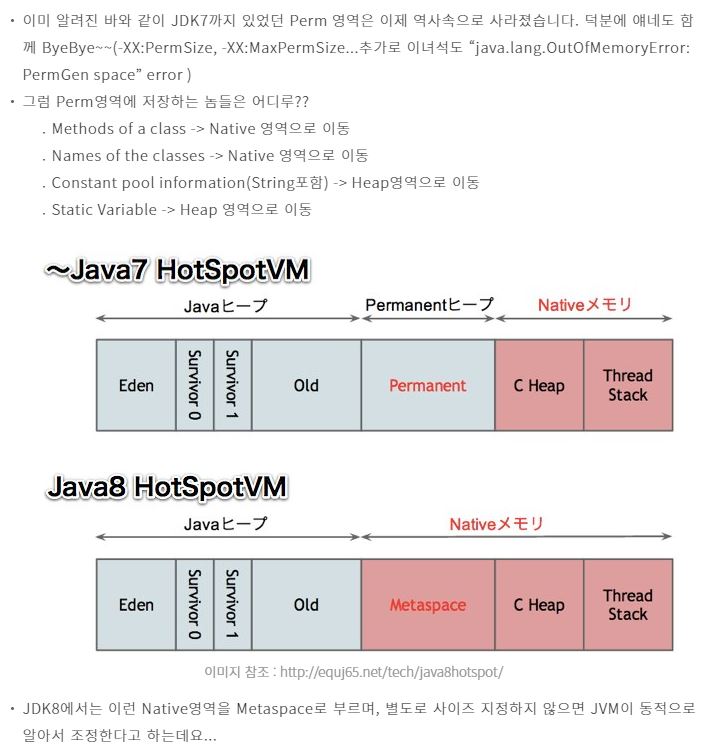 • 이미 알려진 바와 같이 JDK7까지 있었던 Perm 영역은 이제 역사속으로 사라졌습니다. 덕분에 얘네도 함
께 ByeBye~~(-XX:PermSize, -XX:MaxPermSize...추가로 이녀석도 “java.lang.OutOfMemoryError:
PermGen space” error )
• 그럼 Perm영역에 저장하는 놈들은 어디루??
. Methods of a class -> Native 영역으로 이동
. Names of the classes -> Native 영역으로 이동
. Constant pool information(String포함) -> Heap영역으로 이동
. Static Variable -> Heap 영역으로 이동
～Java7 HotSpotVM
Javaヒープ Permanentヒープ Nativeメモリ
Eden Survivor 0 Survivor 1 Old Permanent C Heap Thread Stack
Java8 HotSpotVM
Javaヒープ Nativeメモリ
Eden Survivor 0 Survivor 1 Old Metaspace C Heap Thread Stack
이미지 참조 : http://equj65.net/tech/java8hotspot/
• JDK8에서는 이런 Native영역을 Metaspace로 부르며, 별도로 사이즈 지정하지 않으면 JVM이 동적으로
알아서 조정한다고 하는데요...